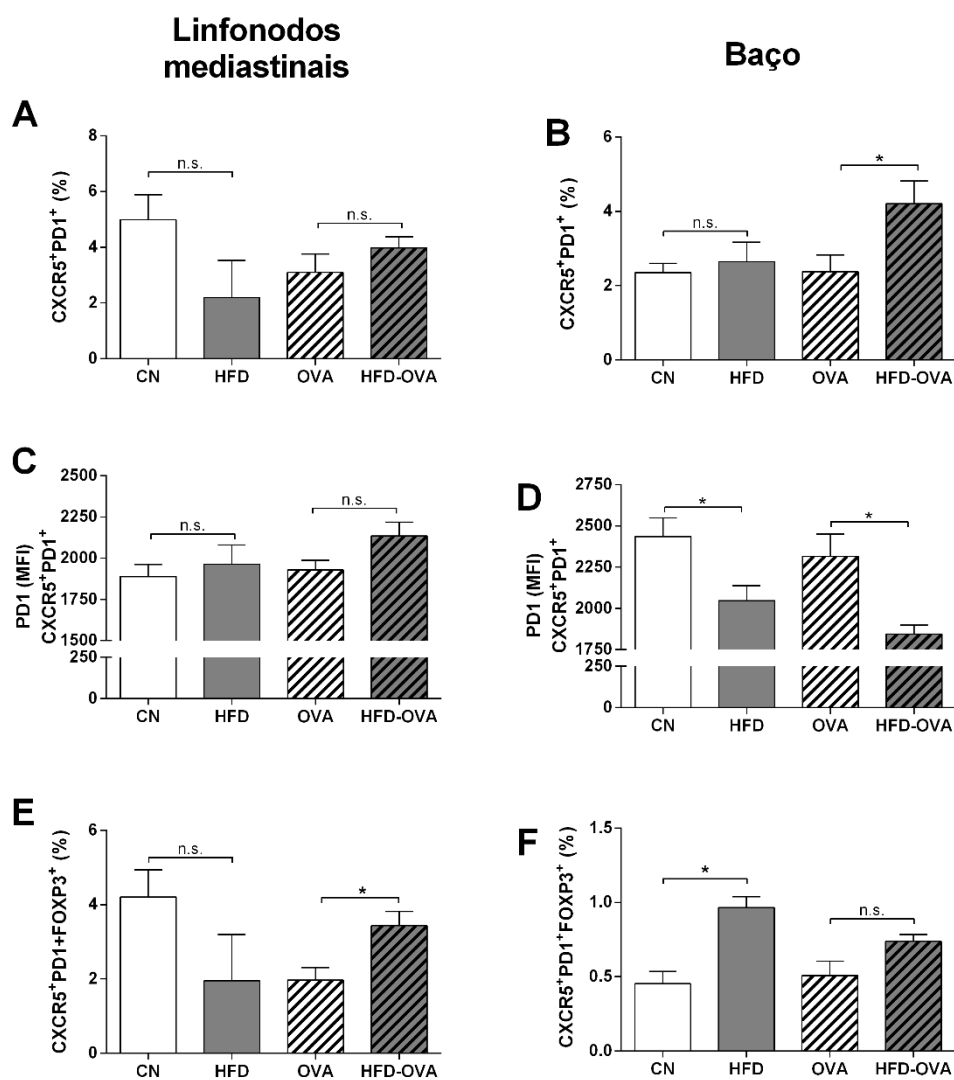 Linfonodos
mediastinais
Baço
A
CXCR5⁺PD1⁺ (%)
8
6
4
2
0
n.s.
n.s.
CN HFD OVA HFD-OVA
B
CXCR5⁺PD1⁺ (%)
6
4
2
0
n.s.
*
CN HFD OVA HFD-OVA
C
PD1 (MFI)
CXCR5⁺PD1⁺
2500
2250
2000
1750
1500
250
0
n.s.
n.s.
CN HFD OVA HFD-OVA
D
PD1 (MFI)
CXCR5⁺PD1⁺
2750
2500
2250
2000
1750
250
0
*
*
CN HFD OVA HFD-OVA
E
CXCR5⁺PD1+FOXP3⁺ (%)
6
4
2
0
n.s.
*
CN HFD OVA HFD-OVA
F
CXCR5⁺PD1⁺FOXP3⁺ (%)
1.5
1.0
0.5
0.0
*
n.s.
CN HFD OVA HFD-OVA